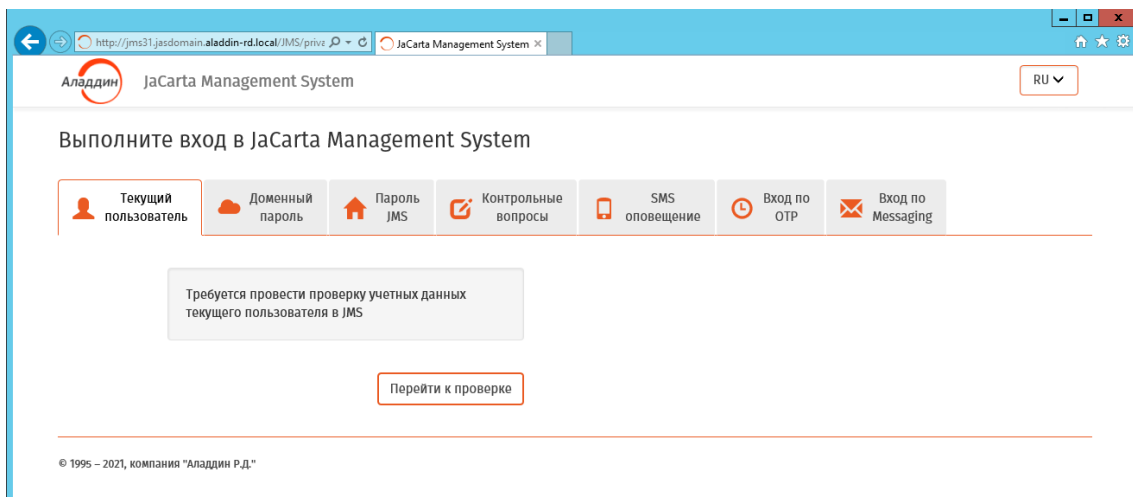 http://jms31.jasdomain.aladdin-rd.local/JMS/priva
JaCarta Management System
Аладдин
JaCarta Management System
RU
Выполните вход в JaCarta Management System
Текущий
пользователь
Доменный
пароль
Пароль
JMS
Контрольные
вопросы
SMS
оповещение
Вход по
OTP
Вход по
Messaging
Требуется провести проверку учетных данных
текущего пользователя в JMS
Перейти к проверке
© 1995 – 2021, компания "Аладдин Р.Д."